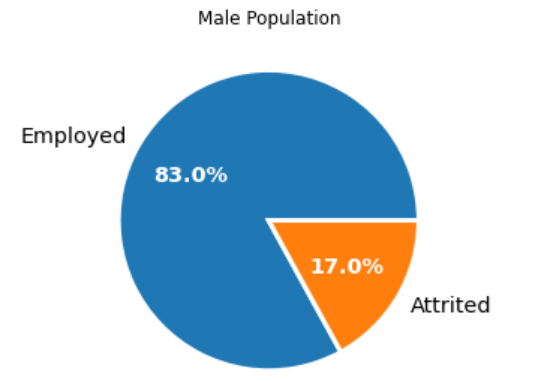 Male Population
Employed
83.0%
17.0%
Attrited